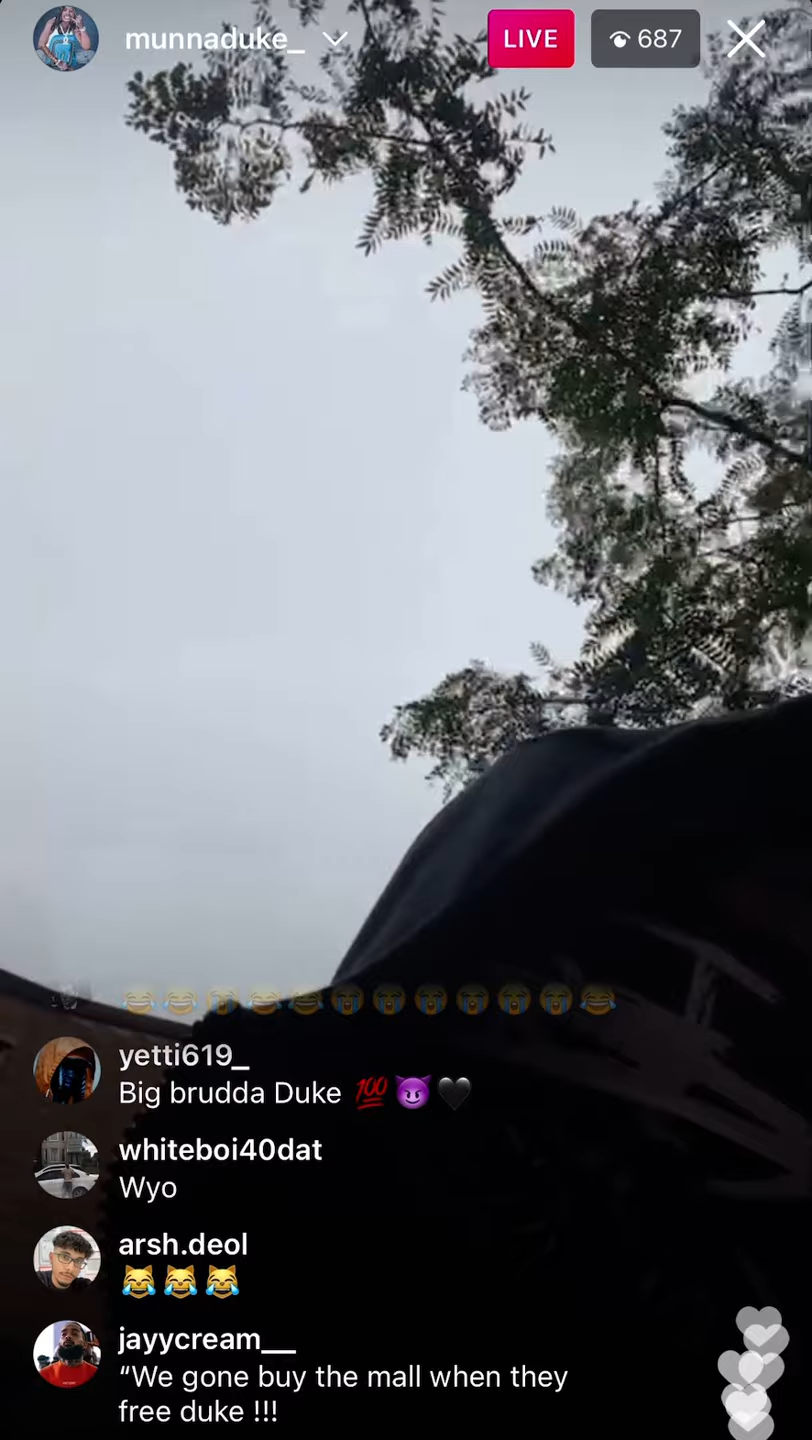 munnaduke_
LIVE
687
😂😂😭😂😂😭😭😭😭😭😭😂
yetti619_
Big brudda Duke 💯😈🖤
whiteboi40dat
Wyo
arsh.deol
😹😹😹
jayycream__
“We gone buy the mall when they
free duke !!!